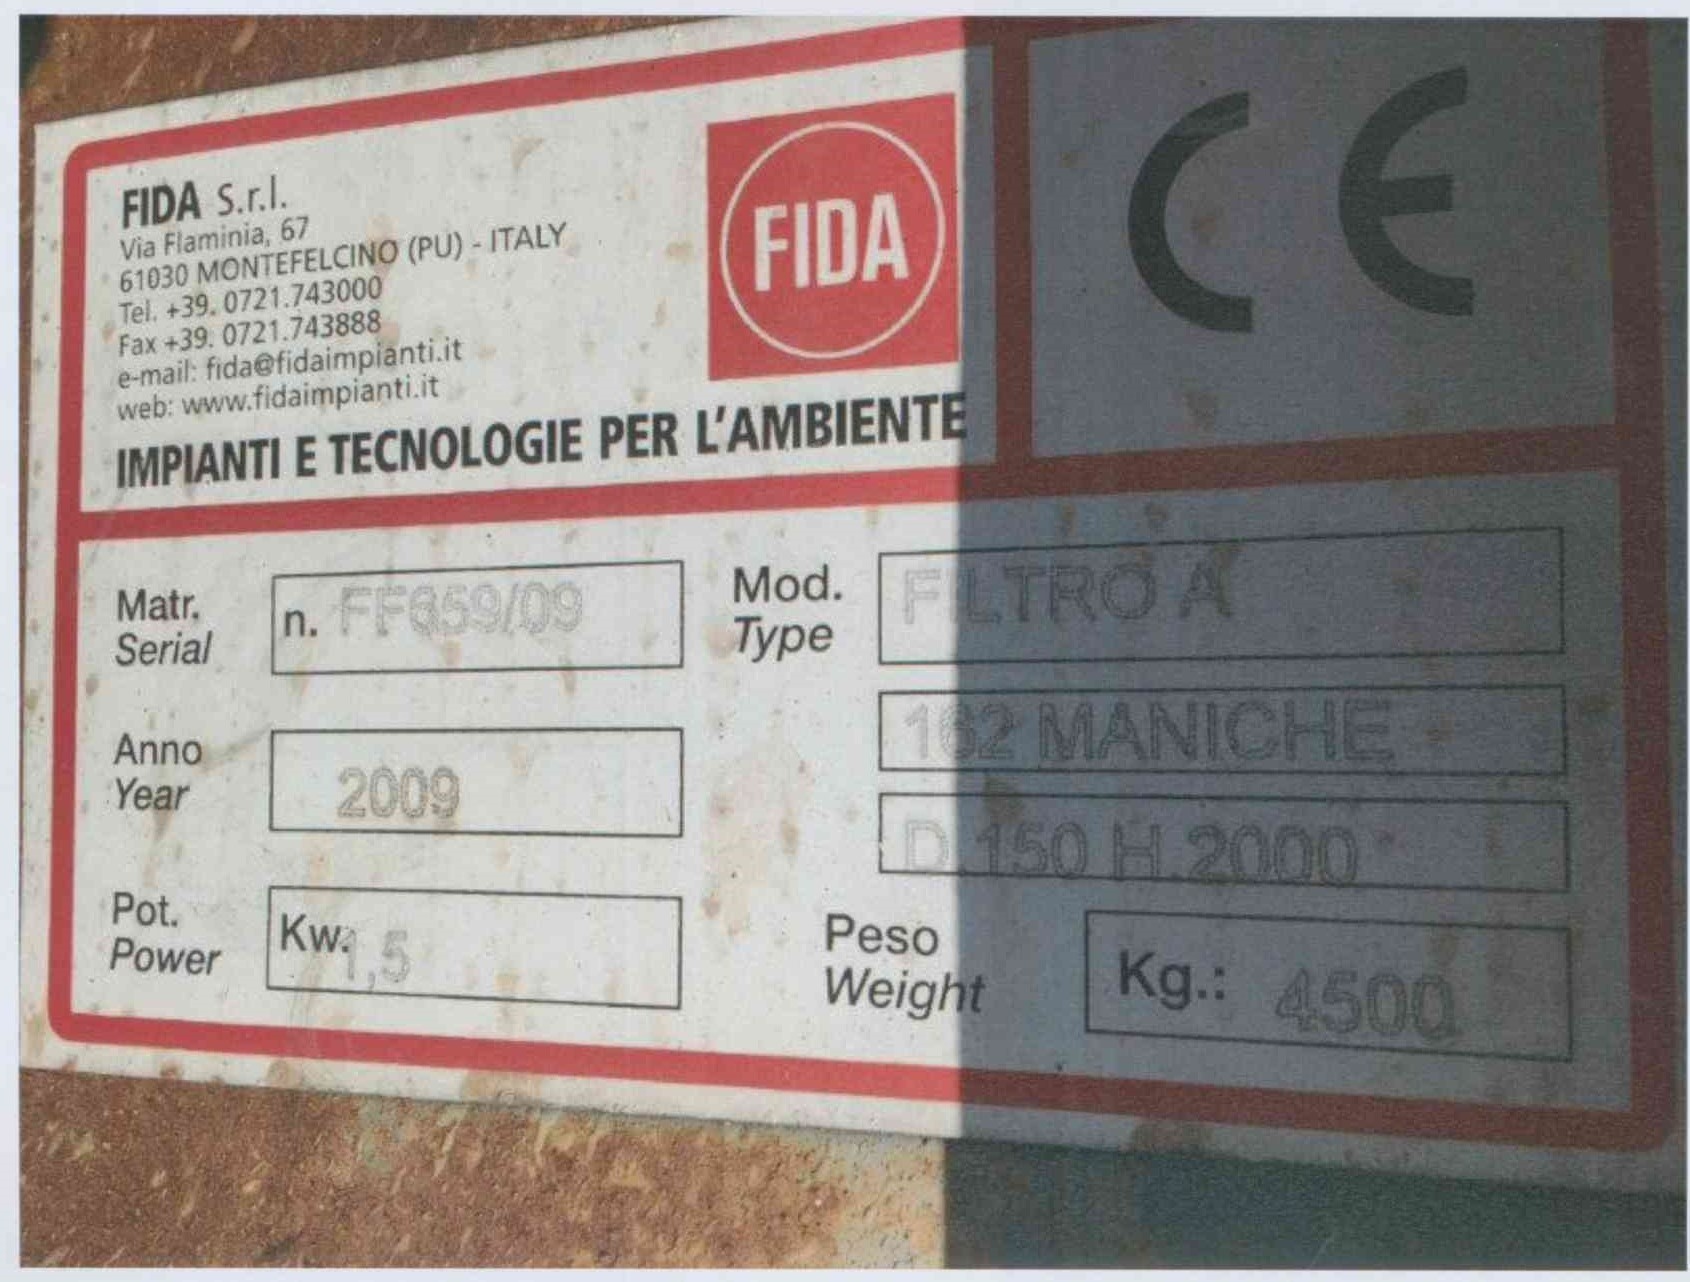 FIDA S.r.l.
Via Flaminia, 67
61030 MONTEFELCINO (PU) - ITALY
Tel. +39. 0721.743000
Fax +39. 0721.743888
e-mail: fida@fidaimpianti.it
web: www.fidaimpianti.it
IMPIANTI E TECNOLOGIE PER L'AMBIENTE
FIDA
CE
Matr.
Serial
n. FF659/09
Mod.
Type
FILTRO A
162 MANICHE
D.150 H.2000
Anno
Year
2009
Pot.
Power
Kw. 1,5
Peso
Weight
Kg.: 4500